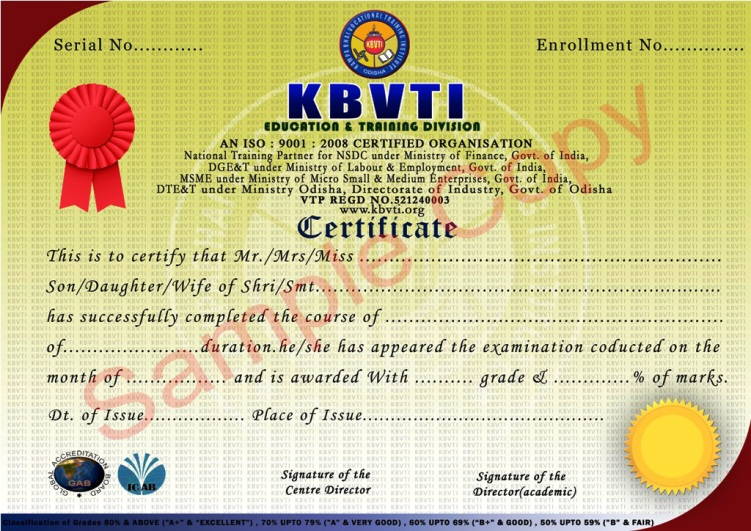 Serial No............
Enrollment No..............
KBVTI
ODISHA
KBVTI
EDUCATION & TRAINING DIVISION
AN ISO : 9001 : 2008 CERTIFIED ORGANISATION
National Training Partner for NSDC under Ministry of Finance, Govt. of India,
DGE&T under Ministry of Labour & Employment, Govt. of India,
MSME under Ministry of Micro Small & Medium Enterprises, Govt. of India,
DTE&T under Ministry Odisha, Directorate of Industry, Govt. of Odisha
VTP REGD NO.521240003
www.kbvti.org
Certificate
Sample Copy
This is to certify that Mr./Mrs/Miss ..............................................................
Son/Daughter/Wife of Shri/Smt.....................................................................
has successfully completed the course of .........................................................
of.......................duration.he/she has appeared the examination coducted on the
month of ................. and is awarded With .......... grade & .............% of marks.
Dt. of Issue................. Place of Issue.........................................
GLOBAL ACCREDITATION BOARD
GAB
Signature of the
Centre Director
Signature of the
Director(academic)
Classification of Grades 80% & ABOVE ("A+" & "EXCELLENT") , 70% UPTO 79% ("A" & VERY GOOD) , 60% UPTO 69% ("B+" & GOOD) , 50% UPTO 59% ("B" & FAIR)